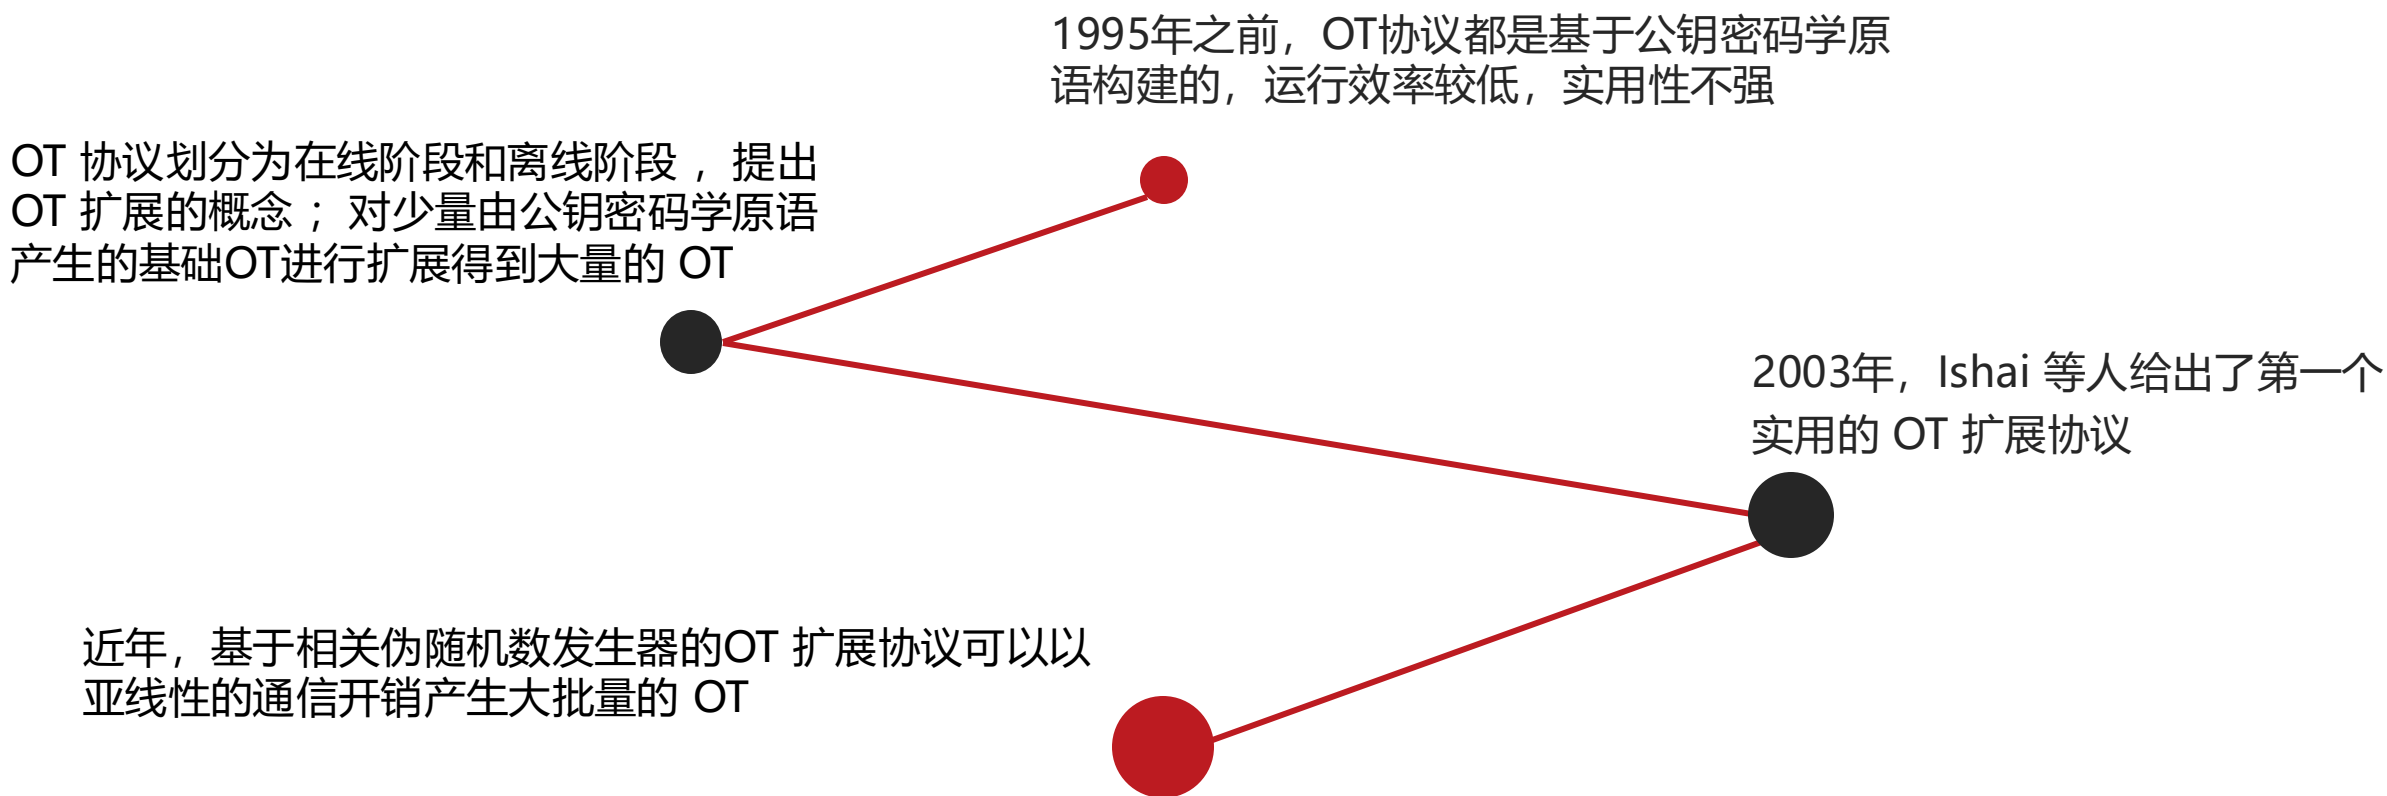 1995年之前，OT协议都是基于公钥密码学原
语构建的，运行效率较低，实用性不强
OT 协议划分为在线阶段和离线阶段 ，提出
OT 扩展的概念 ；对少量由公钥密码学原语
产生的基础OT进行扩展得到大量的 OT
2003年，Ishai 等人给出了第一个
实用的 OT 扩展协议
近年，基于相关伪随机数发生器的OT 扩展协议可以以
亚线性的通信开销产生大批量的 OT